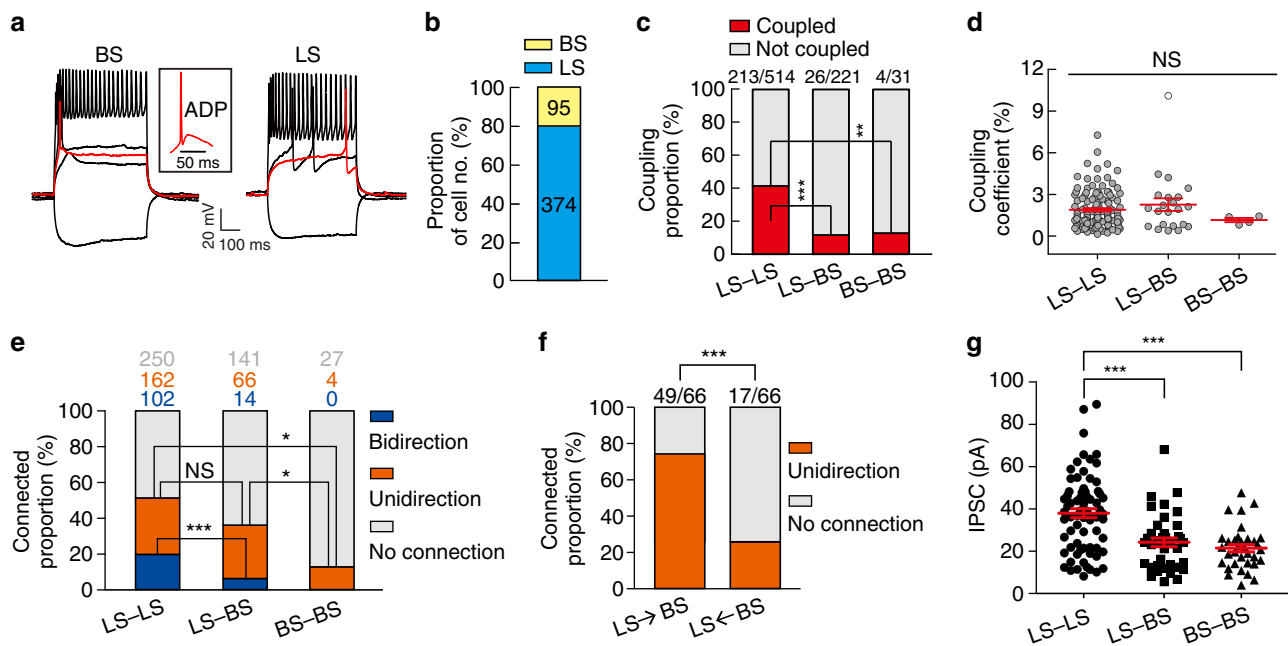 a
BS
LS
ADP
50 ms
20 mV
100 ms
b
BS
LS
Proportion
of cell no. (%)
100
80
60
40
20
0
95
374
c
Coupled
Not coupled
213/514 26/221 4/31
Coupling
proportion (%)
100
80
60
40
20
0
**
***
LS–LS
LS–BS
BS–BS
d
NS
Coupling
coefficient (%)
12
9
6
3
0
LS–LS
LS–BS
BS–BS
e
250 141 27
162 66 4
102 14 0
Connected
proportion (%)
100
80
60
40
20
0
*
NS
*
***
Bidirection
Unidirection
No connection
LS–LS
LS–BS
BS–BS
f
***
49/66 17/66
Connected
proportion (%)
100
80
60
40
20
0
Unidirection
No connection
LS→BS
LS←BS
g
***
***
IPSC (pA)
100
80
60
40
20
0
LS–LS
LS–BS
BS–BS